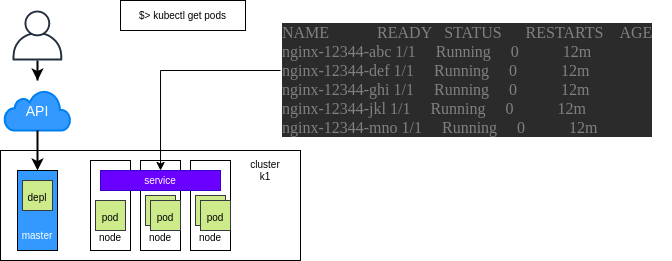 $> kubectl get pods
NAME READY STATUS RESTARTS AGE
nginx-12344-abc 1/1 Running 0 12m
nginx-12344-def 1/1 Running 0 12m
nginx-12344-ghi 1/1 Running 0 12m
nginx-12344-jkl 1/1 Running 0 12m
nginx-12344-mno 1/1 Running 0 12m
API
cluster
k1
service
depl
master
pod
node
pod
node
pod
node